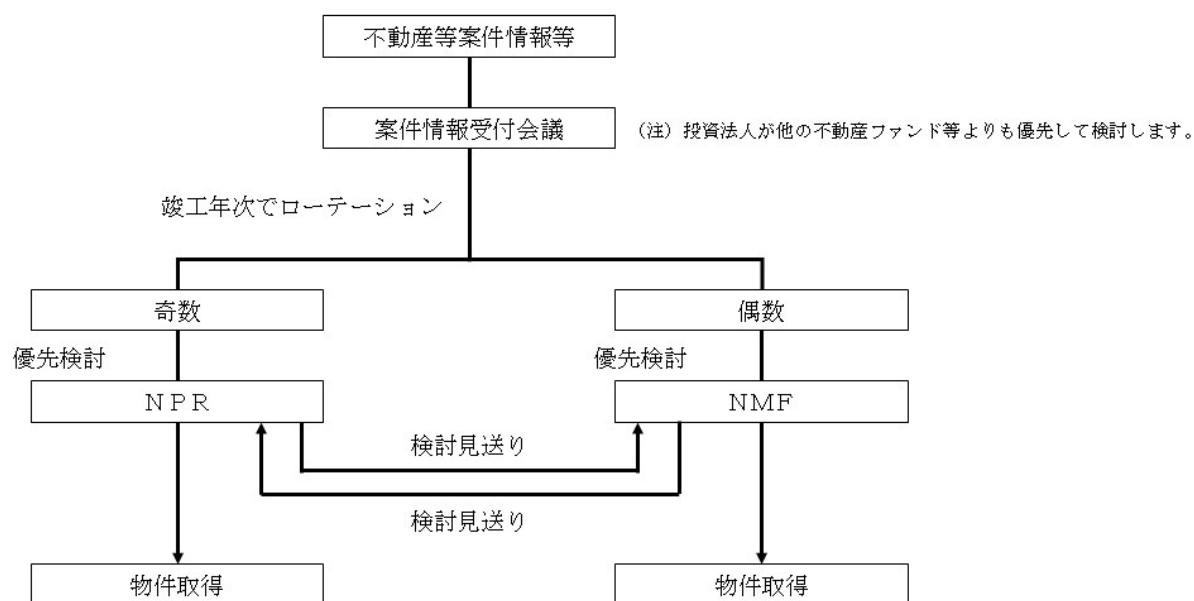 不動産等案件情報等
案件情報受付会議
（注）投資法人が他の不動産ファンド等よりも優先して検討します。
竣工年次でローテーション
奇数
偶数
優先検討
優先検討
ＮＰＲ
ＮＭＦ
検討見送り
検討見送り
物件取得
物件取得